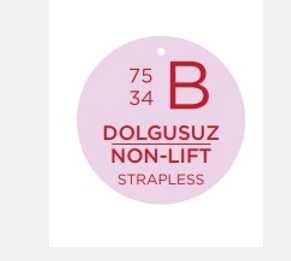 75
34 B
DOLGUSUZ
NON-LIFT
STRAPLESS